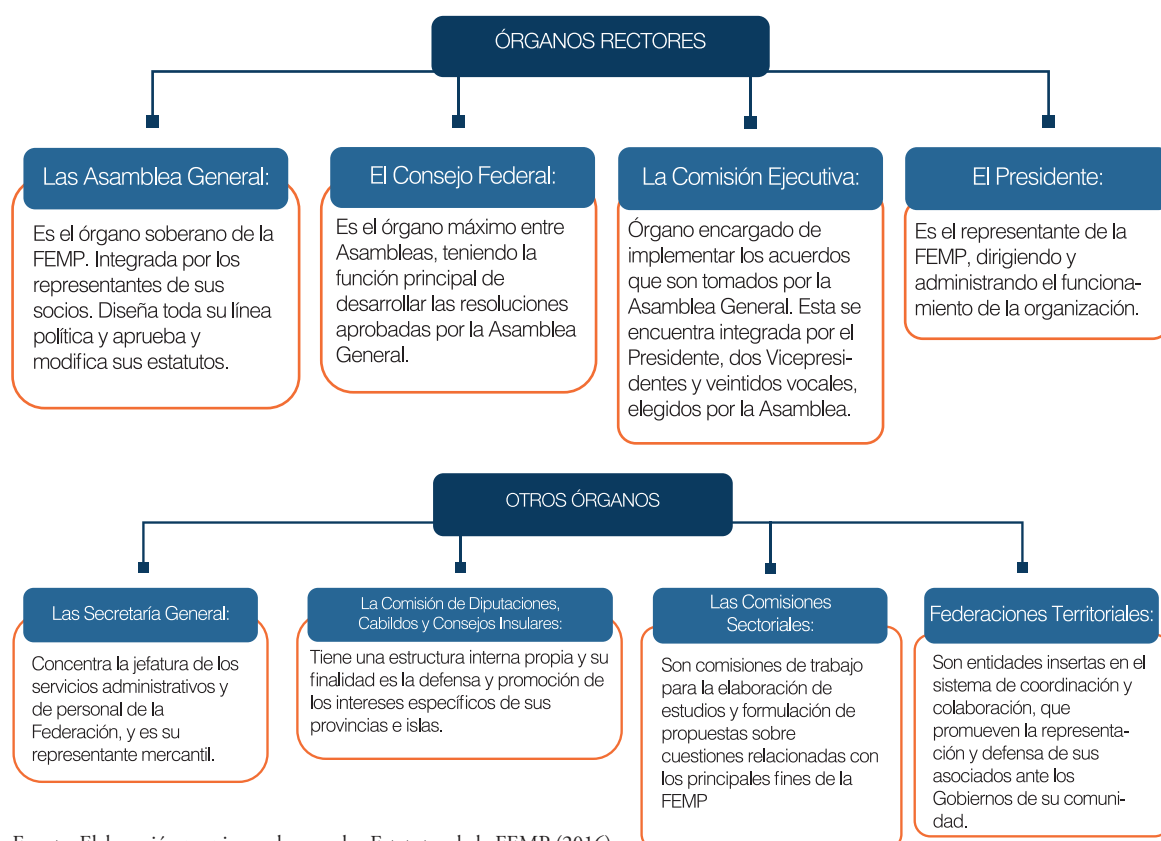 ÓRGANOS RECTORES
Las Asamblea General:
Es el órgano soberano de la
FEMP. Integrada por los
representantes de sus
socios. Diseña toda su línea
política y aprueba y
modifica sus estatutos.
El Consejo Federal:
Es el órgano máximo entre
Asambleas, teniendo la
función principal de
desarrollar las resoluciones
aprobadas por la Asamblea
General.
La Comisión Ejecutiva:
Órgano encargado de
implementar los acuerdos
que son tomados por la
Asamblea General. Esta se
encuentra integrada por el
Presidente, dos Vicepresi-
dentes y veintidos vocales,
elegidos por la Asamblea.
El Presidente:
Es el representante de la
FEMP, dirigiendo y
administrando el funciona-
miento de la organización.
OTROS ÓRGANOS
Las Secretaría General:
Concentra la jefatura de los
servicios administrativos y
de personal de la
Federación, y es su
representante mercantil.
La Comisión de Diputaciones,
Cabildos y Consejos Insulares:
Tiene una estructura interna propia y su
finalidad es la defensa y promoción de
los intereses específicos de sus
provincias e islas.
Las Comisiones
Sectoriales:
Son comisiones de trabajo
para la elaboración de
estudios y formulación de
propuestas sobre
cuestiones relacionadas con
los principales fines de la
FEMP
Federaciones Territoriales:
Son entidades insertas en el
sistema de coordinación y
colaboración, que
promueven la representa-
ción y defensa de sus
asociados ante los
Gobiernos de su comuni-
dad.
FEMP (2016)